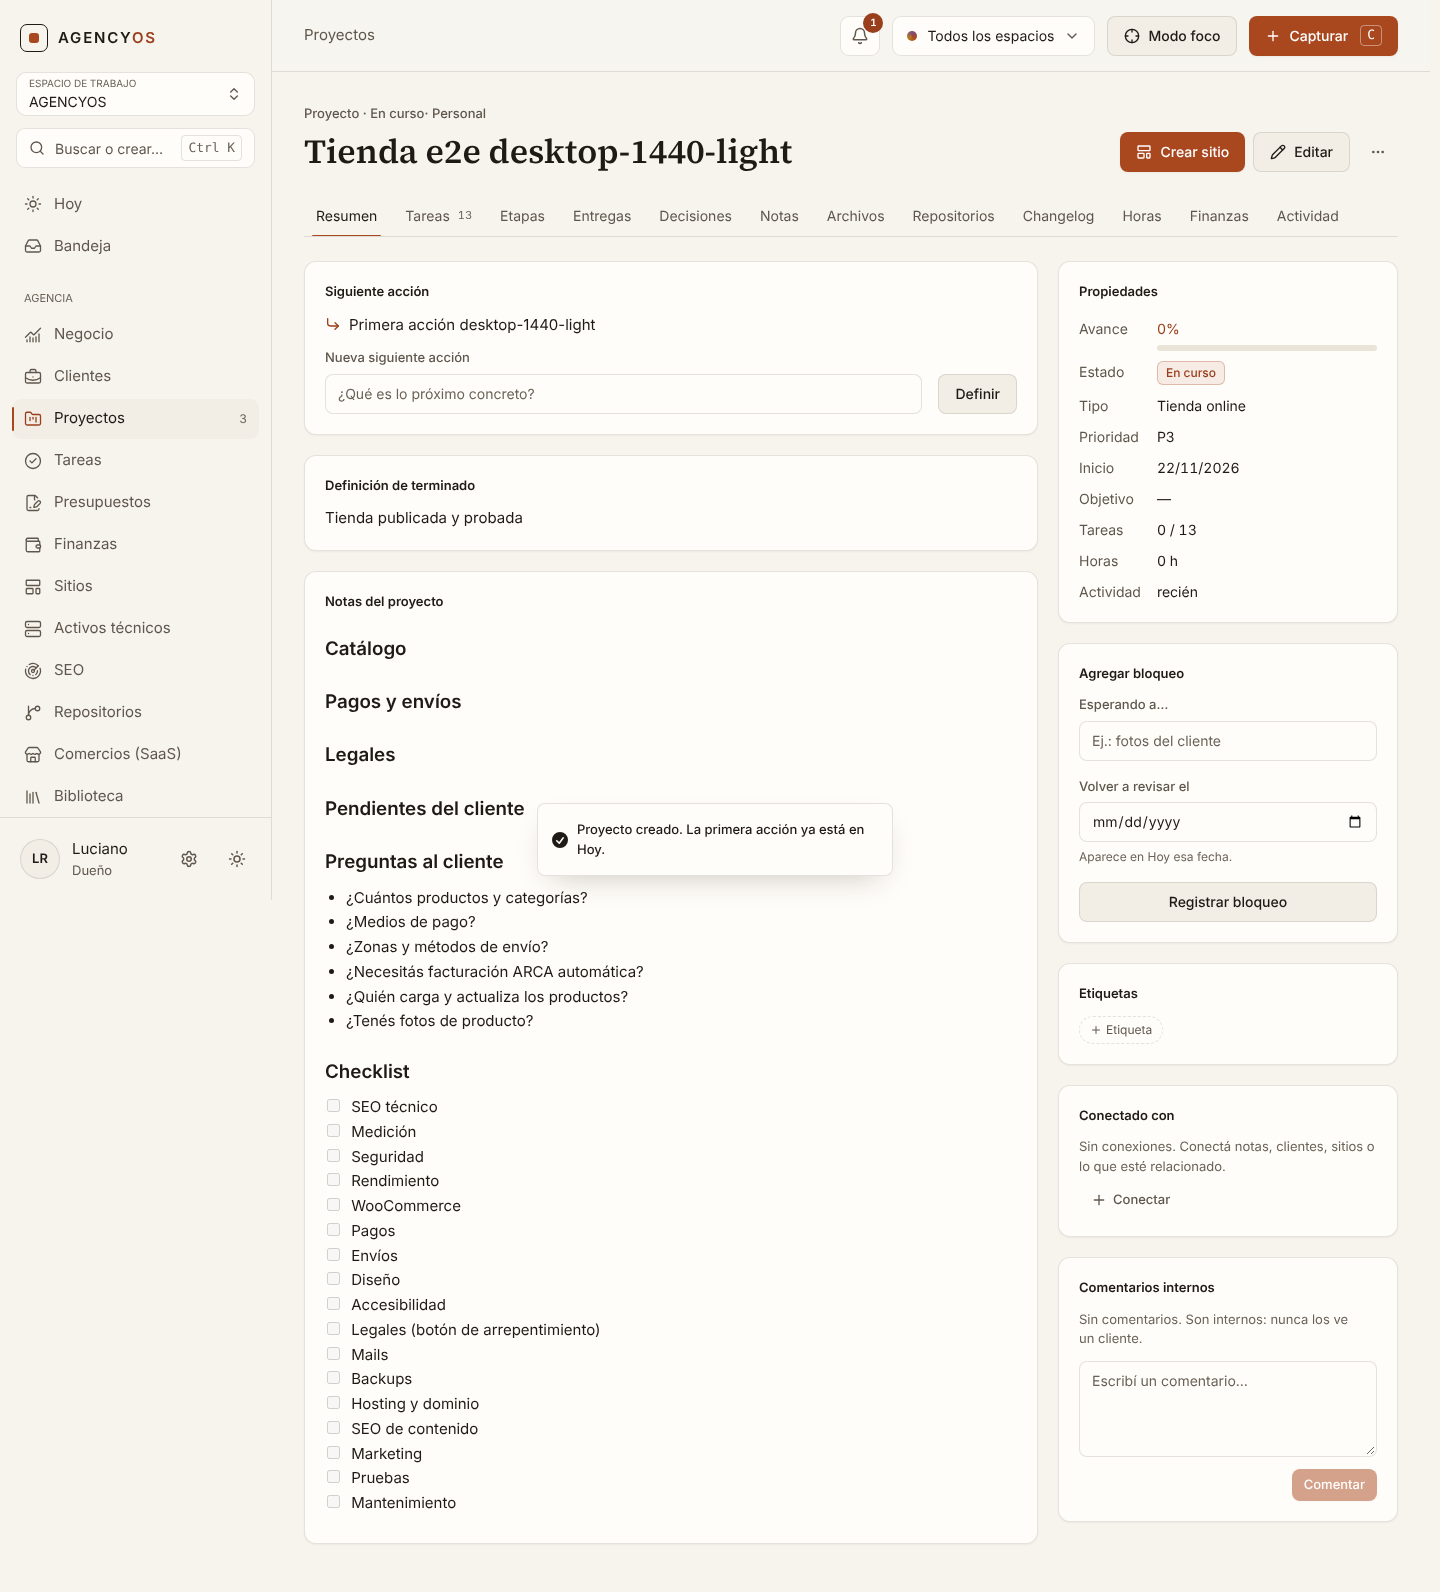 AGENCYOS
ESPACIO DE TRABAJO
AGENCYOS
Buscar o crear... Ctrl K
Hoy
Bandeja
AGENCIA
Negocio
Clientes
Proyectos 3
Tareas
Presupuestos
Finanzas
Sitios
Activos técnicos
SEO
Repositorios
Comercios (SaaS)
Biblioteca
LR
Luciano
Dueño
Proyectos
1
Todos los espacios
Modo foco
Capturar C
Proyecto · En curso· Personal
Tienda e2e desktop-1440-light
Crear sitio
Editar
Resumen Tareas 13 Etapas Entregas Decisiones Notas Archivos Repositorios Changelog Horas Finanzas Actividad
Siguiente acción
Primera acción desktop-1440-light
Nueva siguiente acción
¿Qué es lo próximo concreto?
Definir
Definición de terminado
Tienda publicada y probada
Notas del proyecto
Catálogo
Pagos y envíos
Legales
Pendientes del cliente
Preguntas al cliente
¿Cuántos productos y categorías?
¿Medios de pago?
¿Zonas y métodos de envío?
¿Necesitás facturación ARCA automática?
¿Quién carga y actualiza los productos?
¿Tenés fotos de producto?
Checklist
SEO técnico
Medición
Seguridad
Rendimiento
WooCommerce
Pagos
Envíos
Diseño
Accesibilidad
Legales (botón de arrepentimiento)
Mails
Backups
Hosting y dominio
SEO de contenido
Marketing
Pruebas
Mantenimiento
Proyecto creado. La primera acción ya está en
Hoy.
Propiedades
Avance 0%
Estado En curso
Tipo Tienda online
Prioridad P3
Inicio 22/11/2026
Objetivo —
Tareas 0 / 13
Horas 0 h
Actividad recién
Agregar bloqueo
Esperando a...
Ej.: fotos del cliente
Volver a revisar el
mm/dd/yyyy
Aparece en Hoy esa fecha.
Registrar bloqueo
Etiquetas
+ Etiqueta
Conectado con
Sin conexiones. Conectá notas, clientes, sitios o
lo que esté relacionado.
+ Conectar
Comentarios internos
Sin comentarios. Son internos: nunca los ve
un cliente.
Escribí un comentario...
Comentar